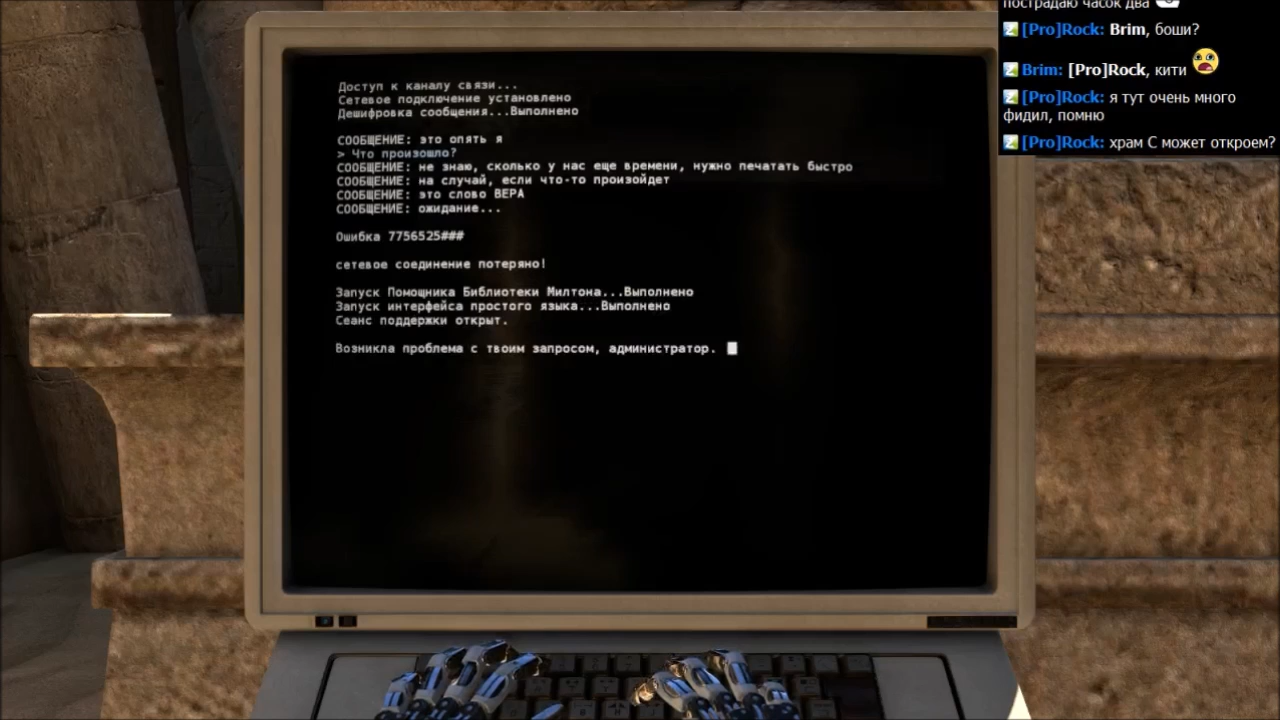 Доступ к каналу связи...
Сетевое подключение установлено
Дешифровка сообщения...Выполнено
СООБЩЕНИЕ: это опять я
> Что произошло?
СООБЩЕНИЕ: не знаю, сколько у нас еще времени, нужно печатать быстро
СООБЩЕНИЕ: на случай, если что-то произойдет
СООБЩЕНИЕ: это слово ВЕРА
СООБЩЕНИЕ: ожидание...
Ошибка 7756525###
сетевое соединение потеряно!
Запуск Помощника Библиотеки Милтона...Выполнено
Запуск интерфейса простого языка...Выполнено
Сеанс поддержки открыт.
Возникла проблема с твоим запросом, администратор.
пострадаю часок два
[Pro]Rock: Brim, боши?
Brim: [Pro]Rock, кити
[Pro]Rock: я тут очень много
фидил, помню
[Pro]Rock: храм С может откроем?